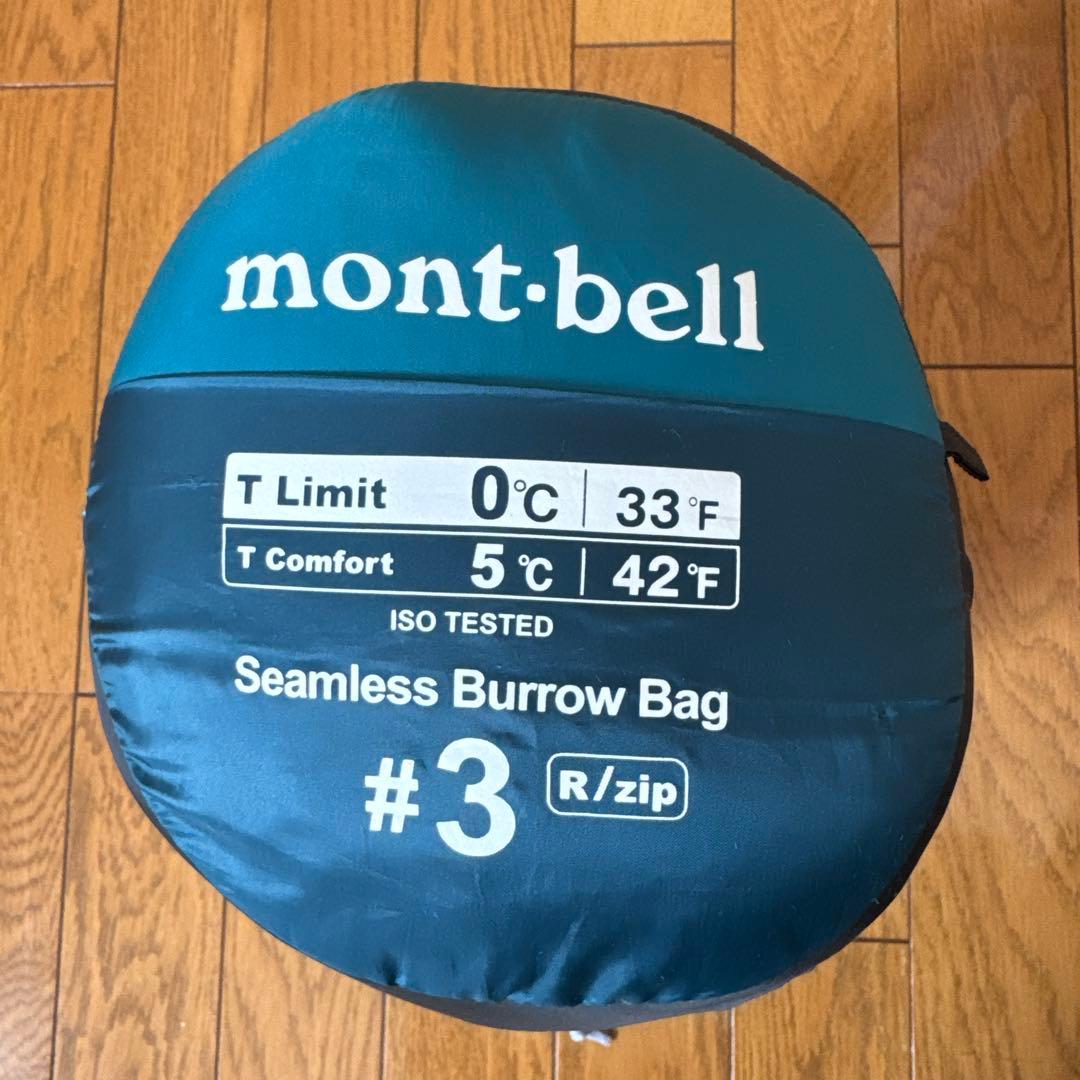 mont·bell
T Limit 0°C | 33°F
T Comfort 5°C | 42°F
ISO TESTED
Seamless Burrow Bag
#3 R/zip